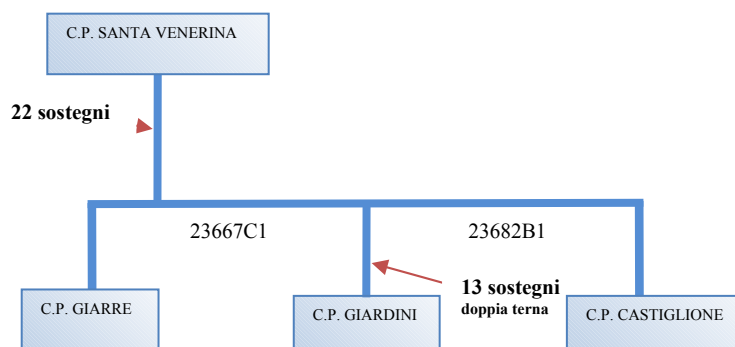 C.P. SANTA VENERINA
22 sostegni
23667C1
23682B1
13 sostegni
doppia terna
C.P. GIARRE
C.P. GIARDINI
C.P. CASTIGLIONE